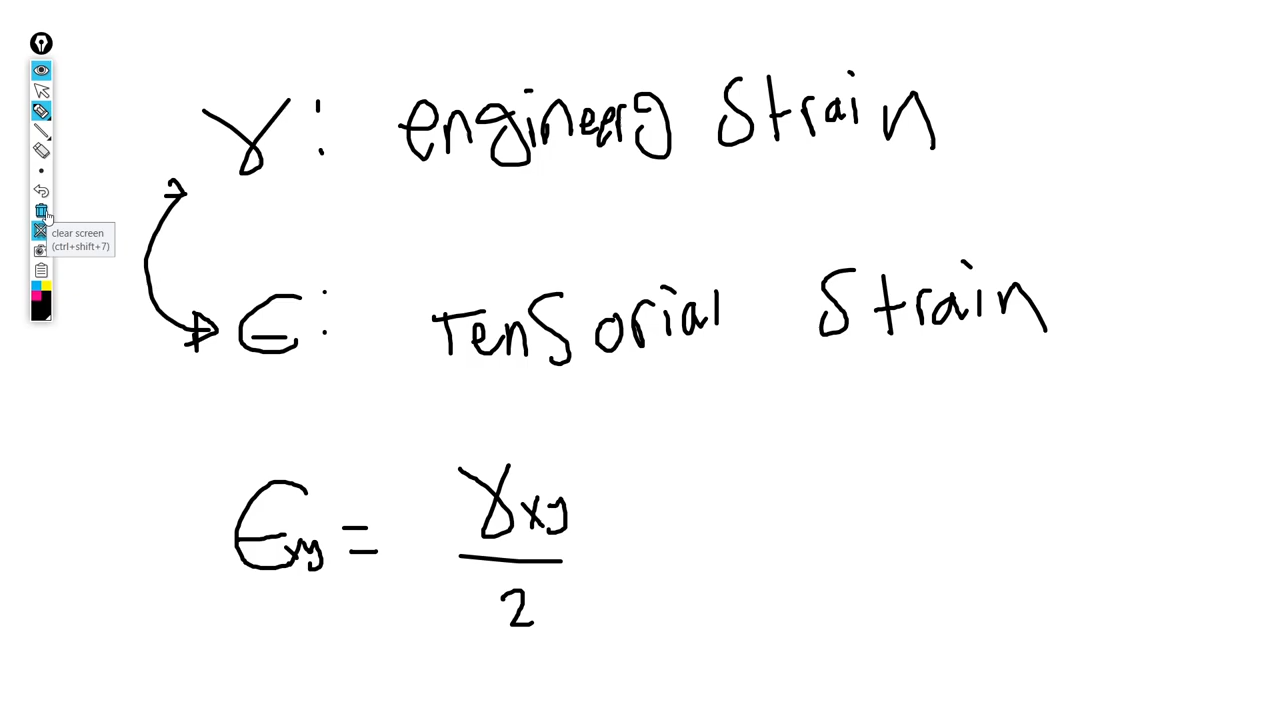 γ: engineerg strain
clear screen
(ctrl+shift+7)
ϵ: Tensorial strain
ϵxy = γxy
2